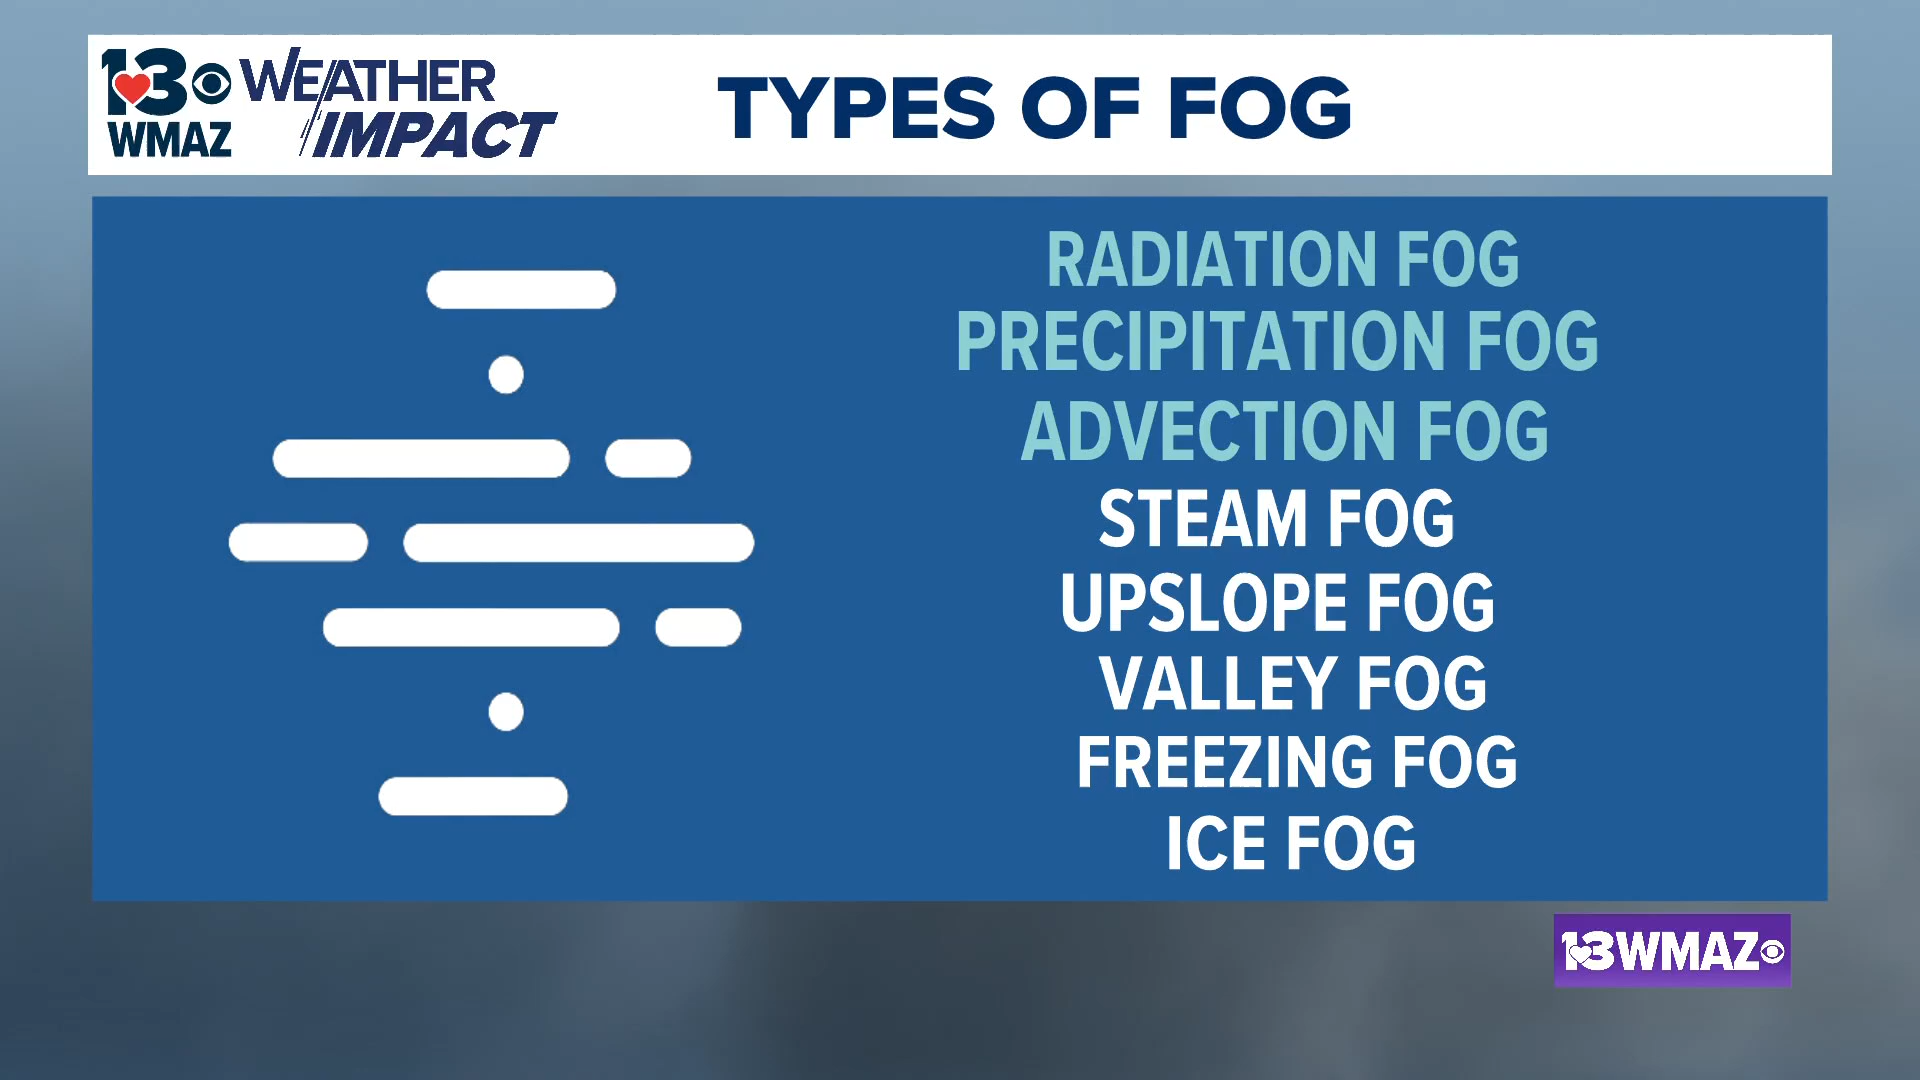 13 WEATHER
WMAZ IMPACT
TYPES OF FOG
RADIATION FOG
PRECIPITATION FOG
ADVECTION FOG
STEAM FOG
UPSLOPE FOG
VALLEY FOG
FREEZING FOG
ICE FOG
13WMAZ